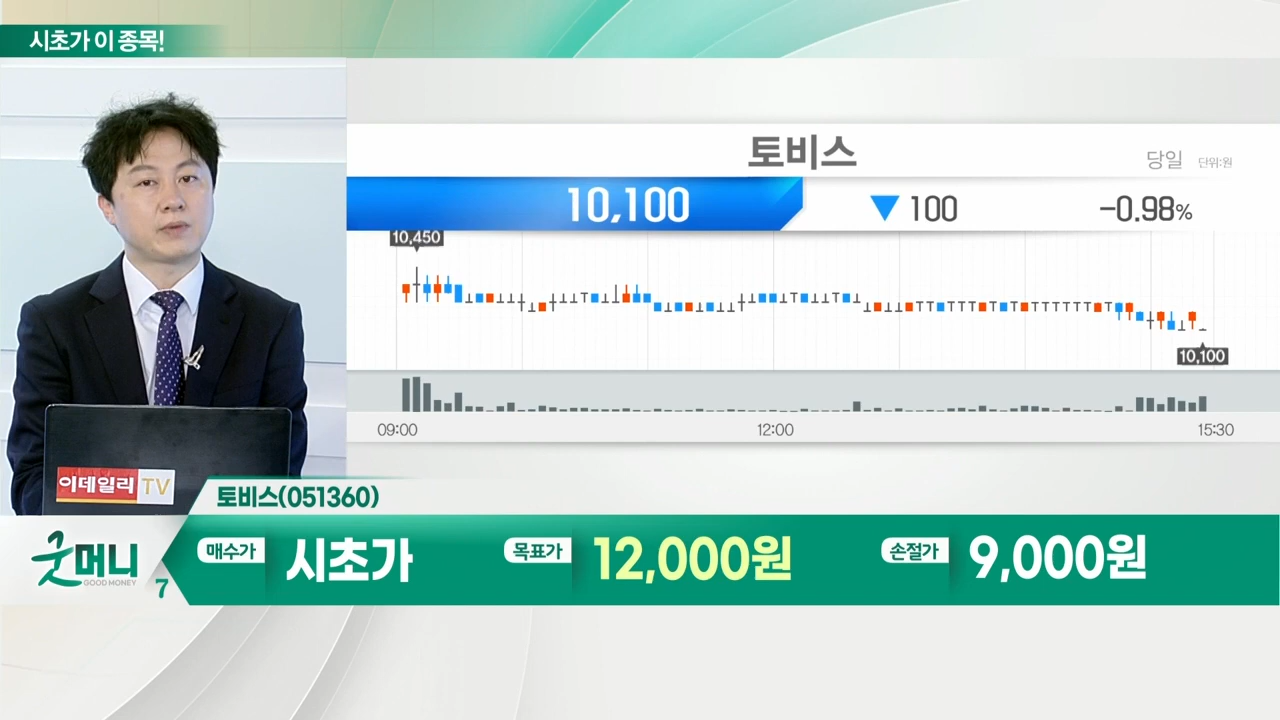 시초가 이 종목!
토비스
당일 단위:원
10,100 ▼ 100 -0.98%
10,450
10,100
09:00 12:00 15:30
이데일리 TV
토비스(051360)
굿머니
GOOD MONEY
7
매수가 시초가 목표가 12,000원 손절가 9,000원